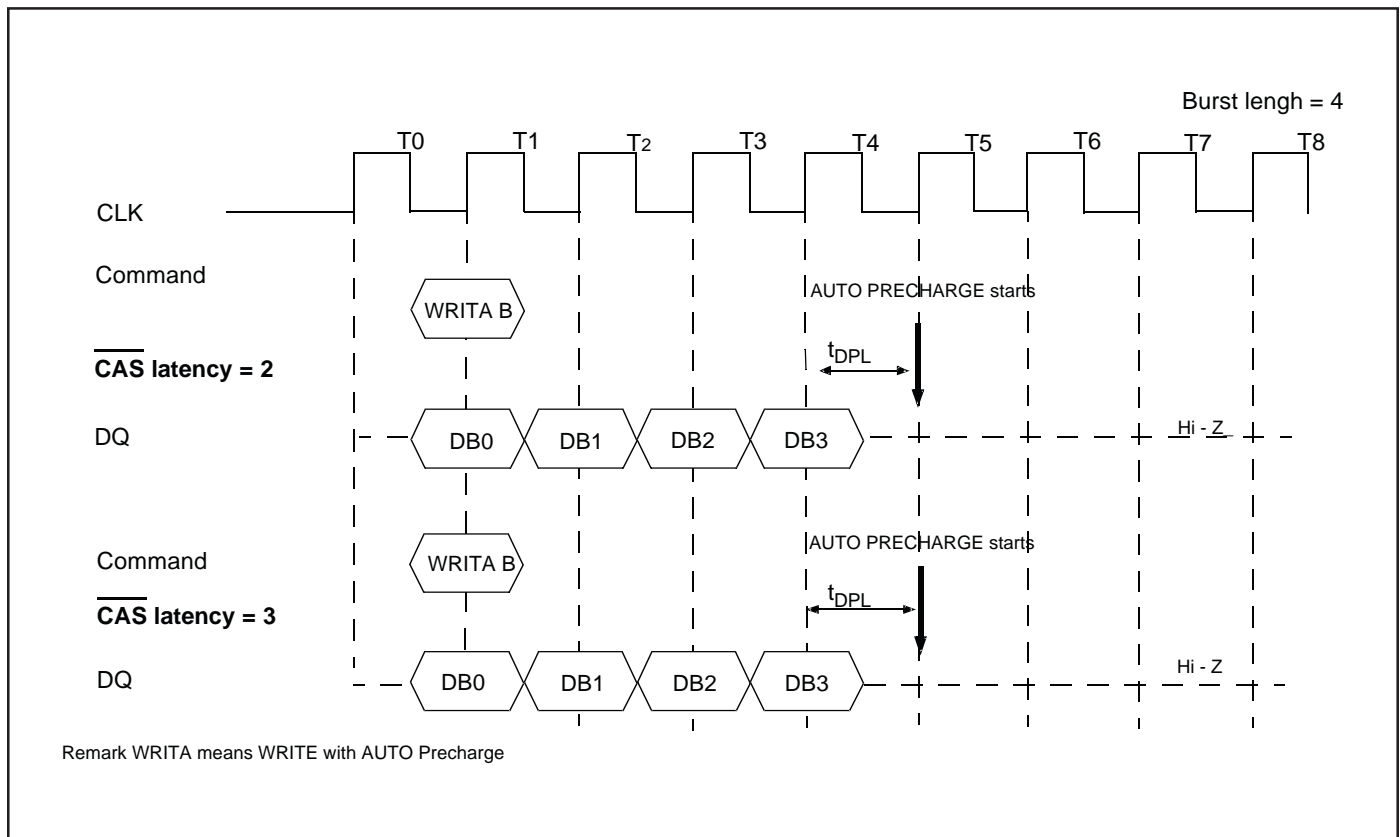 Burst lengh = 4
T0 T1 T2 T3 T4 T5 T6 T7 T8
CLK
Command
WRITA B
AUTO PRECHARGE starts
CAS latency = 2
tDPL
DQ
DB0 DB1 DB2 DB3
Hi - Z
Command
WRITA B
AUTO PRECHARGE starts
CAS latency = 3
tDPL
DQ
DB0 DB1 DB2 DB3
Hi - Z
Remark WRITA means WRITE with AUTO Precharge